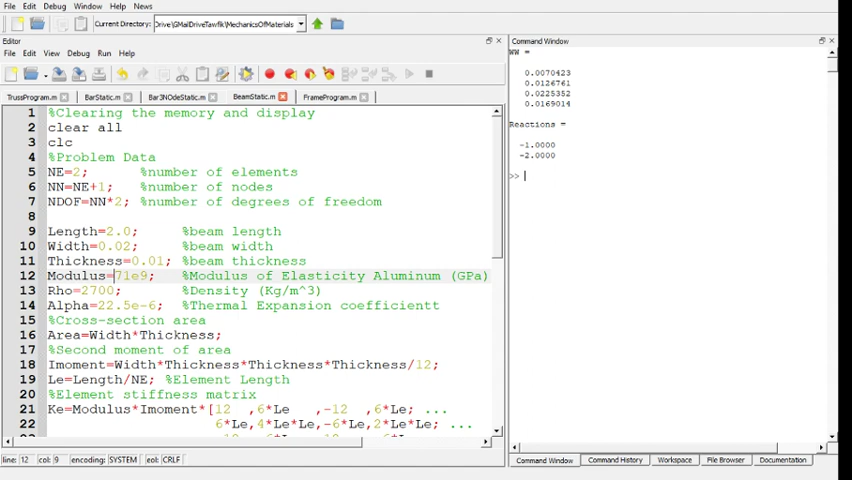 File Edit Debug Window Help News
Current Directory: Drive\GMailDriveTawfik\MechanicsOfMaterials
Editor
File Edit View Debug Run Help
TrussProgram.m BarStatic.m Bar3NOdeStatic.m BeamStatic.m FrameProgram.m
1 %Clearing the memory and display
2 clear all
3 clc
4 %Problem Data
5 NE=2; %number of elements
6 NN=NE+1; %number of nodes
7 NDOF=NN*2; %number of degrees of freedom
8
9 Length=2.0; %beam length
10 Width=0.02; %beam width
11 Thickness=0.01; %beam thickness
12 Modulus=71e9; %Modulus of Elasticity Aluminum (GPa)
13 Rho=2700; %Density (Kg/m^3)
14 Alpha=22.5e-6; %Thermal Expansion coefficientt
15 %Cross-section area
16 Area=Width*Thickness;
17 %Second moment of area
18 Imoment=Width*Thickness*Thickness*Thickness/12;
19 Le=Length/NE; %Element Length
20 %Element stiffness matrix
21 Ke=Modulus*Imoment*[12 ,6*Le ,-12 ,6*Le; ...
22 6*Le,4*Le*Le,-6*Le,2*Le*Le; ...
line: 12 col: 9 encoding: SYSTEM eol: CRLF
Command Window
WW =
0.0070423
0.0126761
0.0225352
0.0169014
Reactions =
-1.0000
-2.0000
>>
Command Window Command History Workspace File Browser Documentation